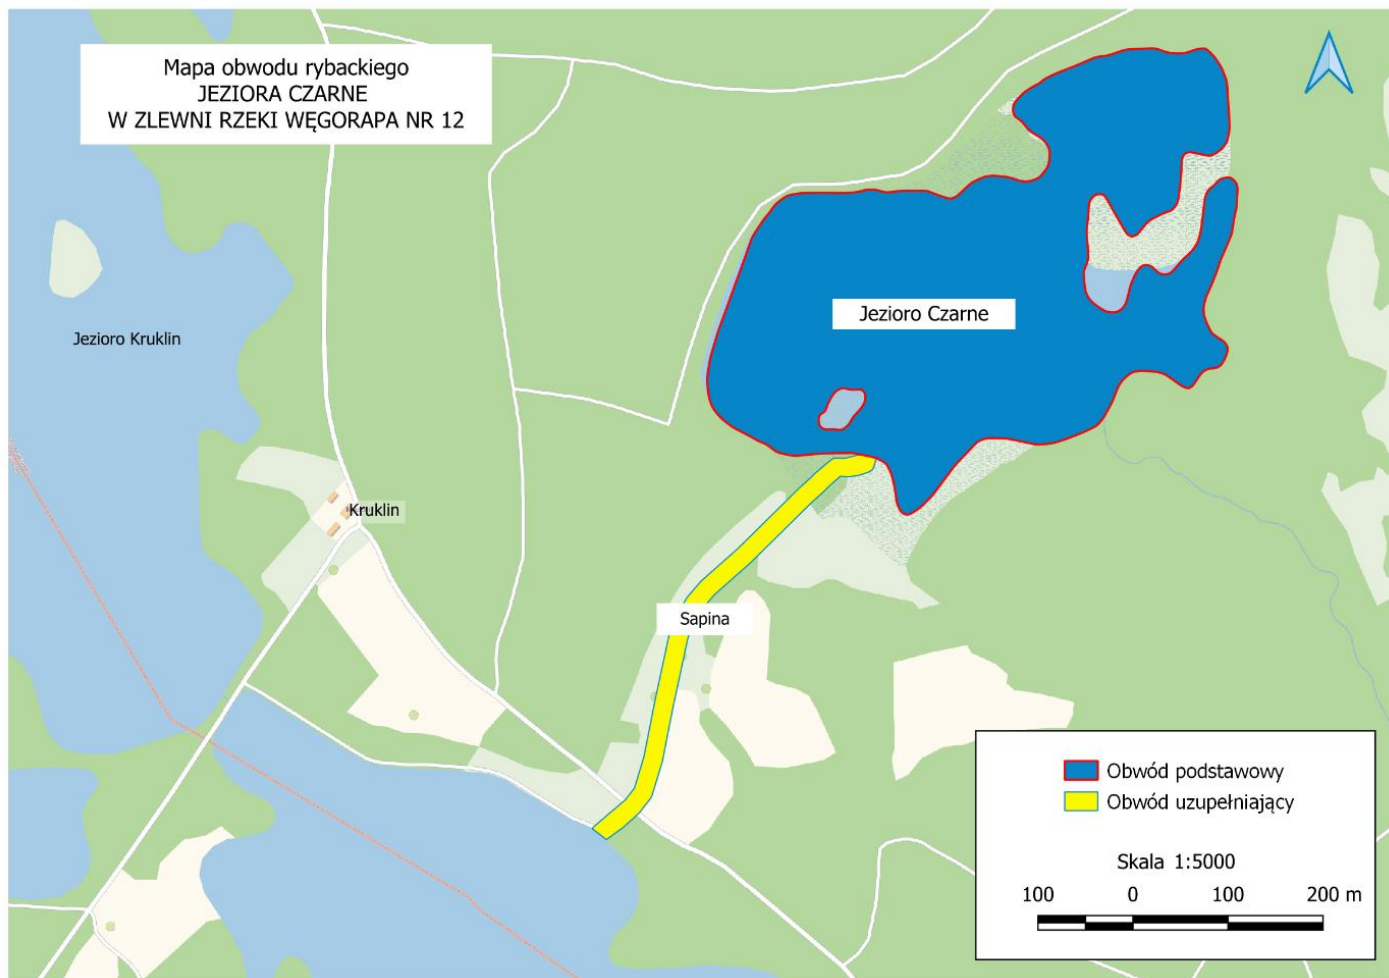 Mapa obwodu rybackiego
JEZIORA CZARNE
W ZLEWNI RZEKI WĘGORAPA NR 12
Jezioro Czarne
Jezioro Kruklin
Kruklin
Sapina
Obwód podstawowy
Obwód uzupełniający
Skala 1:5000
100 0 100 200 m